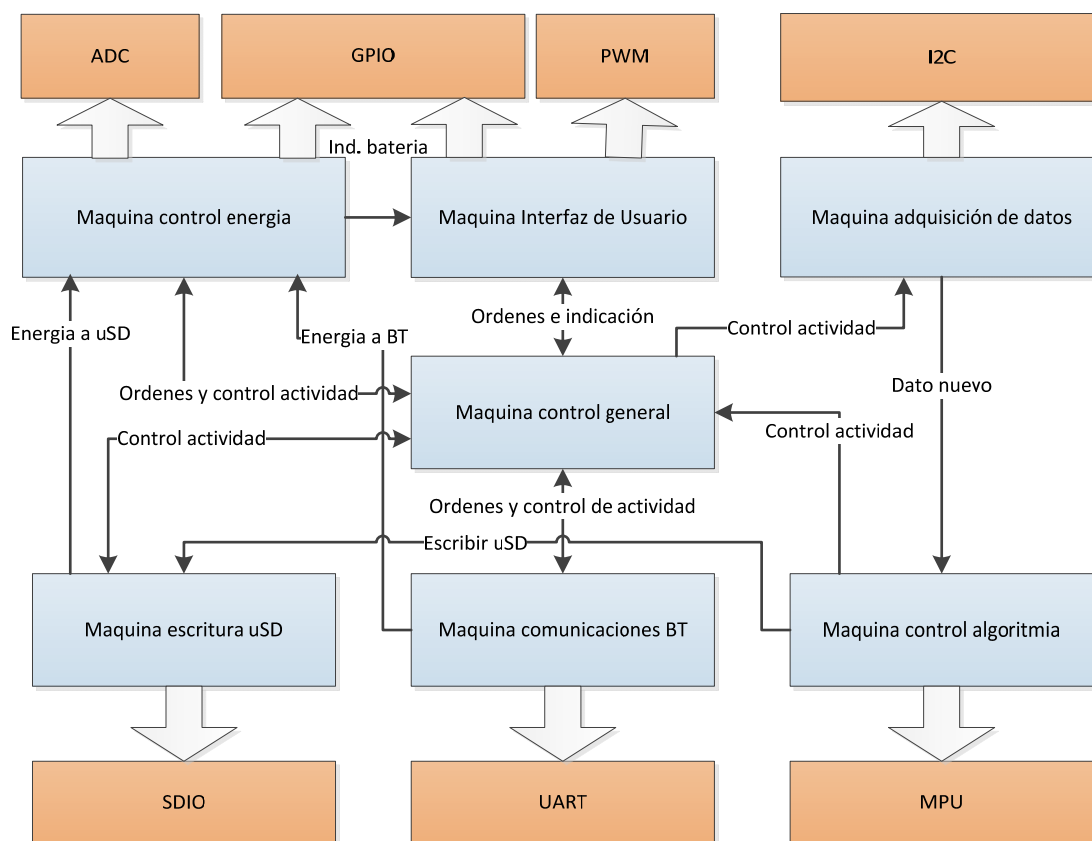 ADC
GPIO
PWM
I2C
Ind. bateria
Maquina control energia
Maquina Interfaz de Usuario
Maquina adquisición de datos
Energia a uSD
Energia a BT
Ordenes e indicación
Control actividad
Ordenes y control actividad
Dato nuevo
Maquina control general
Control actividad
Control actividad
Ordenes y control de actividad
Escribir uSD
Maquina escritura uSD
Maquina comunicaciones BT
Maquina control algoritmia
SDIO
UART
MPU